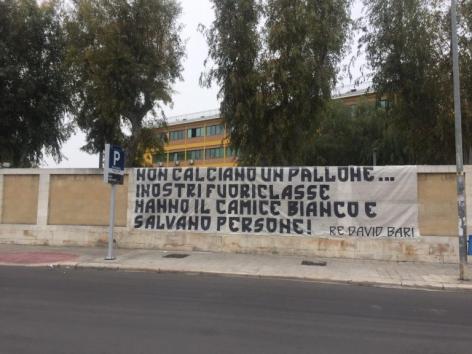 P
NON CALCIANO UN PALLONE...
I NOSTRI FUORICLASSE
HANNO IL CAMICE BIANCO E
SALVANO PERSONE!
RE DAVID BARI